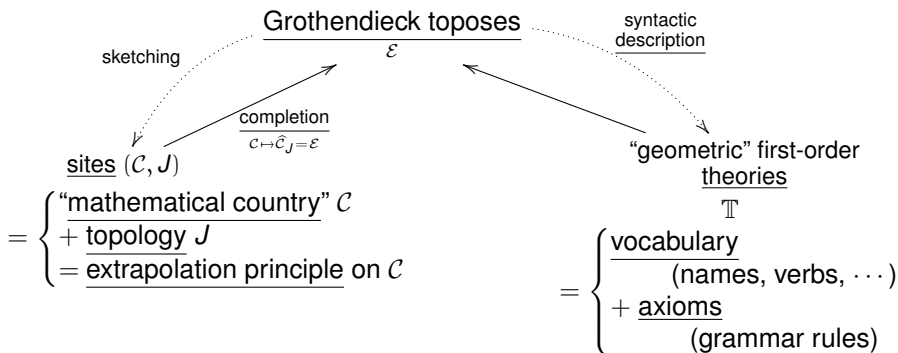 Grothendieck toposes
ℰ
syntactic
description
sketching
completion
𝒞 ↦ 𝒞̂_J = ℰ
sites (𝒞, J)
"geometric" first-order
theories
𝕋
= { "mathematical country" 𝒞
+ topology J
= extrapolation principle on 𝒞
= { vocabulary
(names, verbs, ⋯)
+ axioms
(grammar rules)